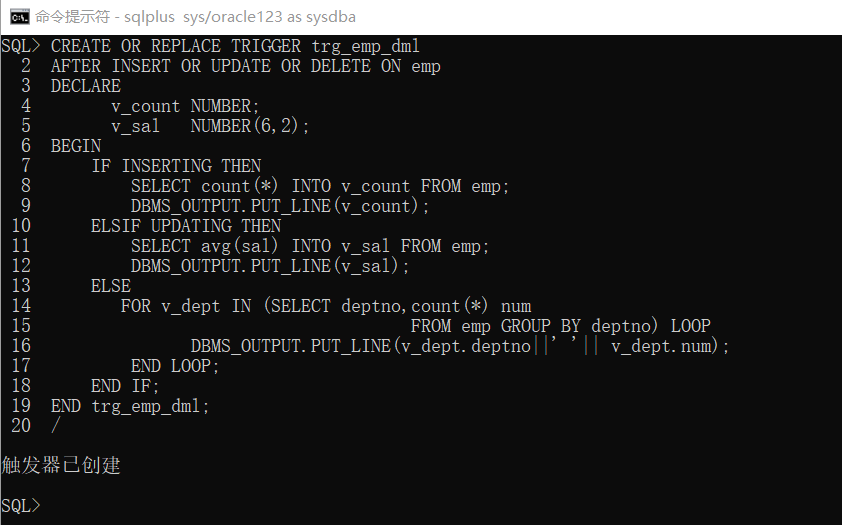 命令提示符 - sqlplus  sys/oracle123 as sysdba
SQL> CREATE OR REPLACE TRIGGER trg_emp_dml
  2  AFTER INSERT OR UPDATE OR DELETE ON emp
  3  DECLARE
  4        v_count NUMBER;
  5        v_sal   NUMBER(6,2);
  6  BEGIN
  7      IF INSERTING THEN
  8          SELECT count(*) INTO v_count FROM emp;
  9          DBMS_OUTPUT.PUT_LINE(v_count);
 10      ELSIF UPDATING THEN
 11          SELECT avg(sal) INTO v_sal FROM emp;
 12          DBMS_OUTPUT.PUT_LINE(v_sal);
 13      ELSE
 14         FOR v_dept IN (SELECT deptno,count(*) num
 15                                      FROM emp GROUP BY deptno) LOOP
 16                DBMS_OUTPUT.PUT_LINE(v_dept.deptno||' '|| v_dept.num);
 17          END LOOP;
 18      END IF;
 19  END trg_emp_dml;
 20  /
触发器已创建
SQL>